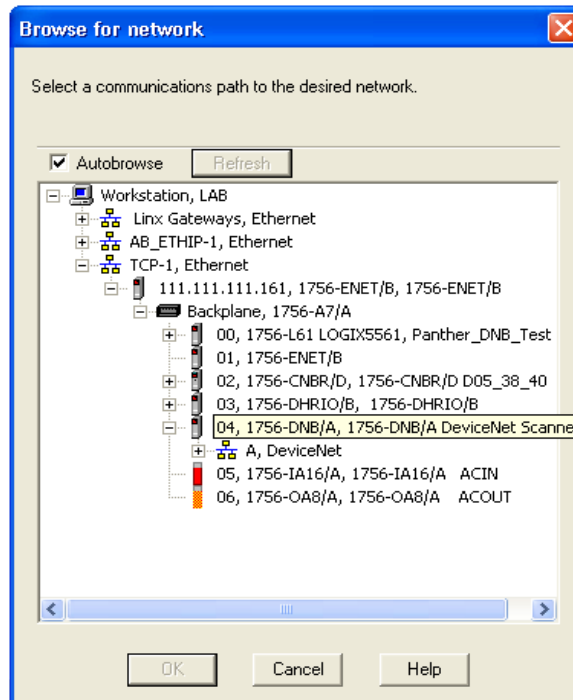 Browse for network
Select a communications path to the desired network.
Autobrowse Refresh
Workstation, LAB
Linx Gateways, Ethernet
AB_ETHIP-1, Ethernet
TCP-1, Ethernet
111.111.111.161, 1756-ENET/B, 1756-ENET/B
Backplane, 1756-A7/A
00, 1756-L61 LOGIX5561, Panther_DNB_Test
01, 1756-ENET/B
02, 1756-CNBR/D, 1756-CNBR/D D05_38_40
03, 1756-DHRIO/B, 1756-DHRIO/B
04, 1756-DNB/A, 1756-DNB/A DeviceNet Scanne
A, DeviceNet
05, 1756-IA16/A, 1756-IA16/A ACIN
06, 1756-OA8/A, 1756-OA8/A ACOUT
OK Cancel Help